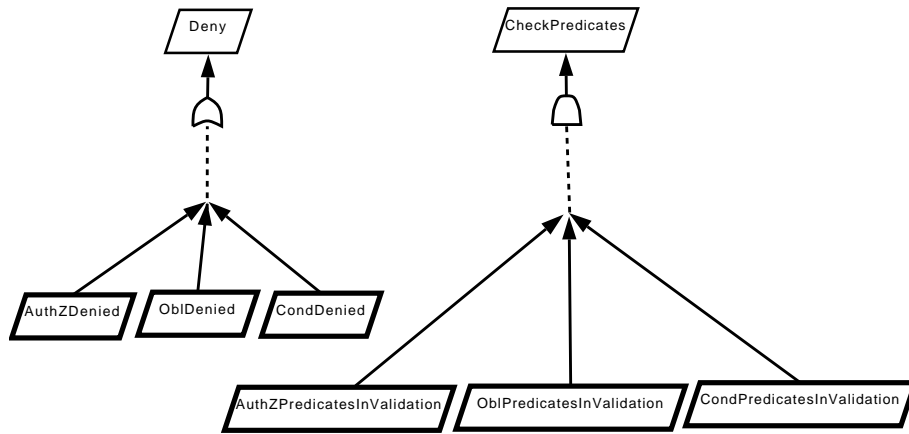 Deny
CheckPredicates
AuthZDenied
OblDenied
CondDenied
AuthZPredicatesInValidation
OblPredicatesInValidation
CondPredicatesInValidation